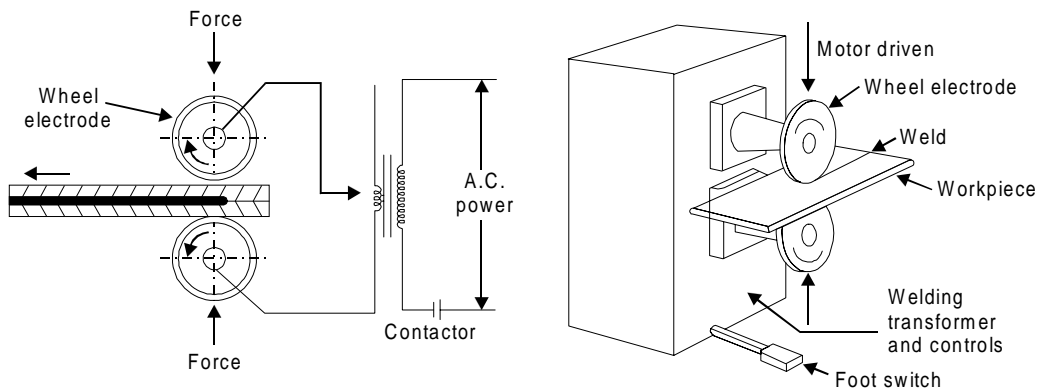 Force
Wheel
electrode
A.C.
power
Contactor
Force
Motor driven
Wheel electrode
Weld
Workpiece
Welding
transformer
and controls
Foot switch